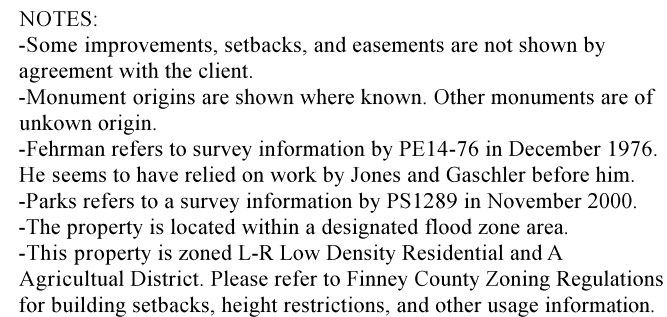 NOTES:
-Some improvements, setbacks, and easements are not shown by
agreement with the client.
-Monument origins are shown where known. Other monuments are of
unkown origin.
-Fehrman refers to survey information by PE14-76 in December 1976.
He seems to have relied on work by Jones and Gaschler before him.
-Parks refers to a survey information by PS1289 in November 2000.
-The property is located within a designated flood zone area.
-This property is zoned L-R Low Density Residential and A
Agricultual District. Please refer to Finney County Zoning Regulations
for building setbacks, height restrictions, and other usage information.